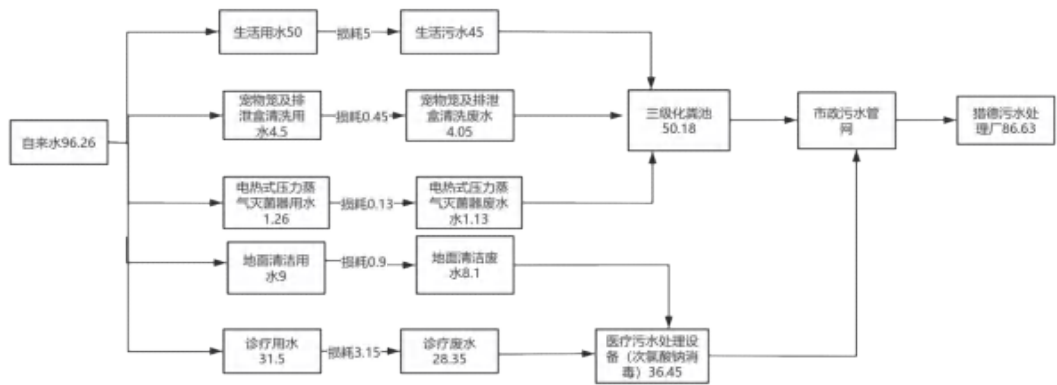 生活用水50
损耗5
生活污水45
宠物笼及排
泄盒清洗用
水4.5
损耗0.45
宠物笼及排泄
盒清洗废水
4.05
三级化粪池
50.18
市政污水管
网
猎德污水处
理厂86.63
自来水96.26
电热式压力蒸
气灭菌器用水
1.26
损耗0.13
电热式压力蒸
气灭菌器废水
水1.13
地面清洁用
水9
损耗0.9
地面清洁废
水8.1
诊疗用水
31.5
损耗3.15
诊疗废水
28.35
医疗污水处理设
备（次氯酸钠消
毒）36.45